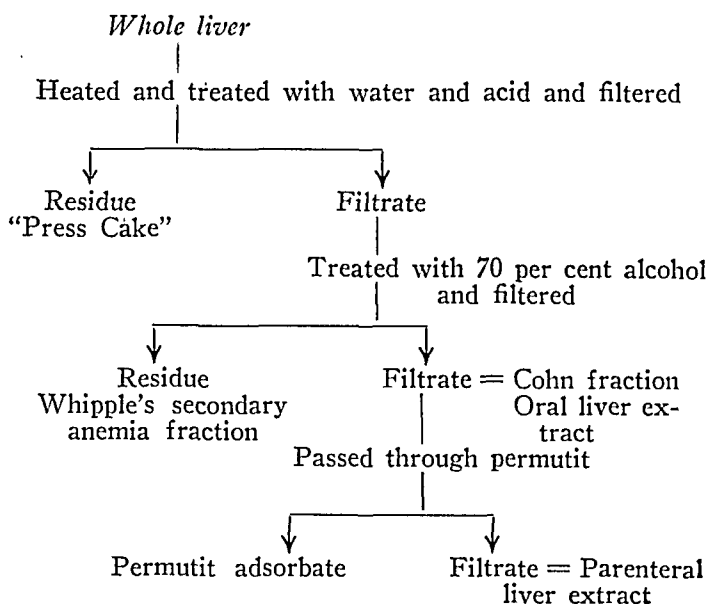 Whole liver
Heated and treated with water and acid and filtered
Residue
"Press Cake"
Filtrate
Treated with 70 per cent alcohol
and filtered
Residue
Whipple's secondary
anemia fraction
Filtrate = Cohn fraction
Oral liver ex-
tract
Passed through permutit
Permutit adsorbate
Filtrate = Parenteral
liver extract